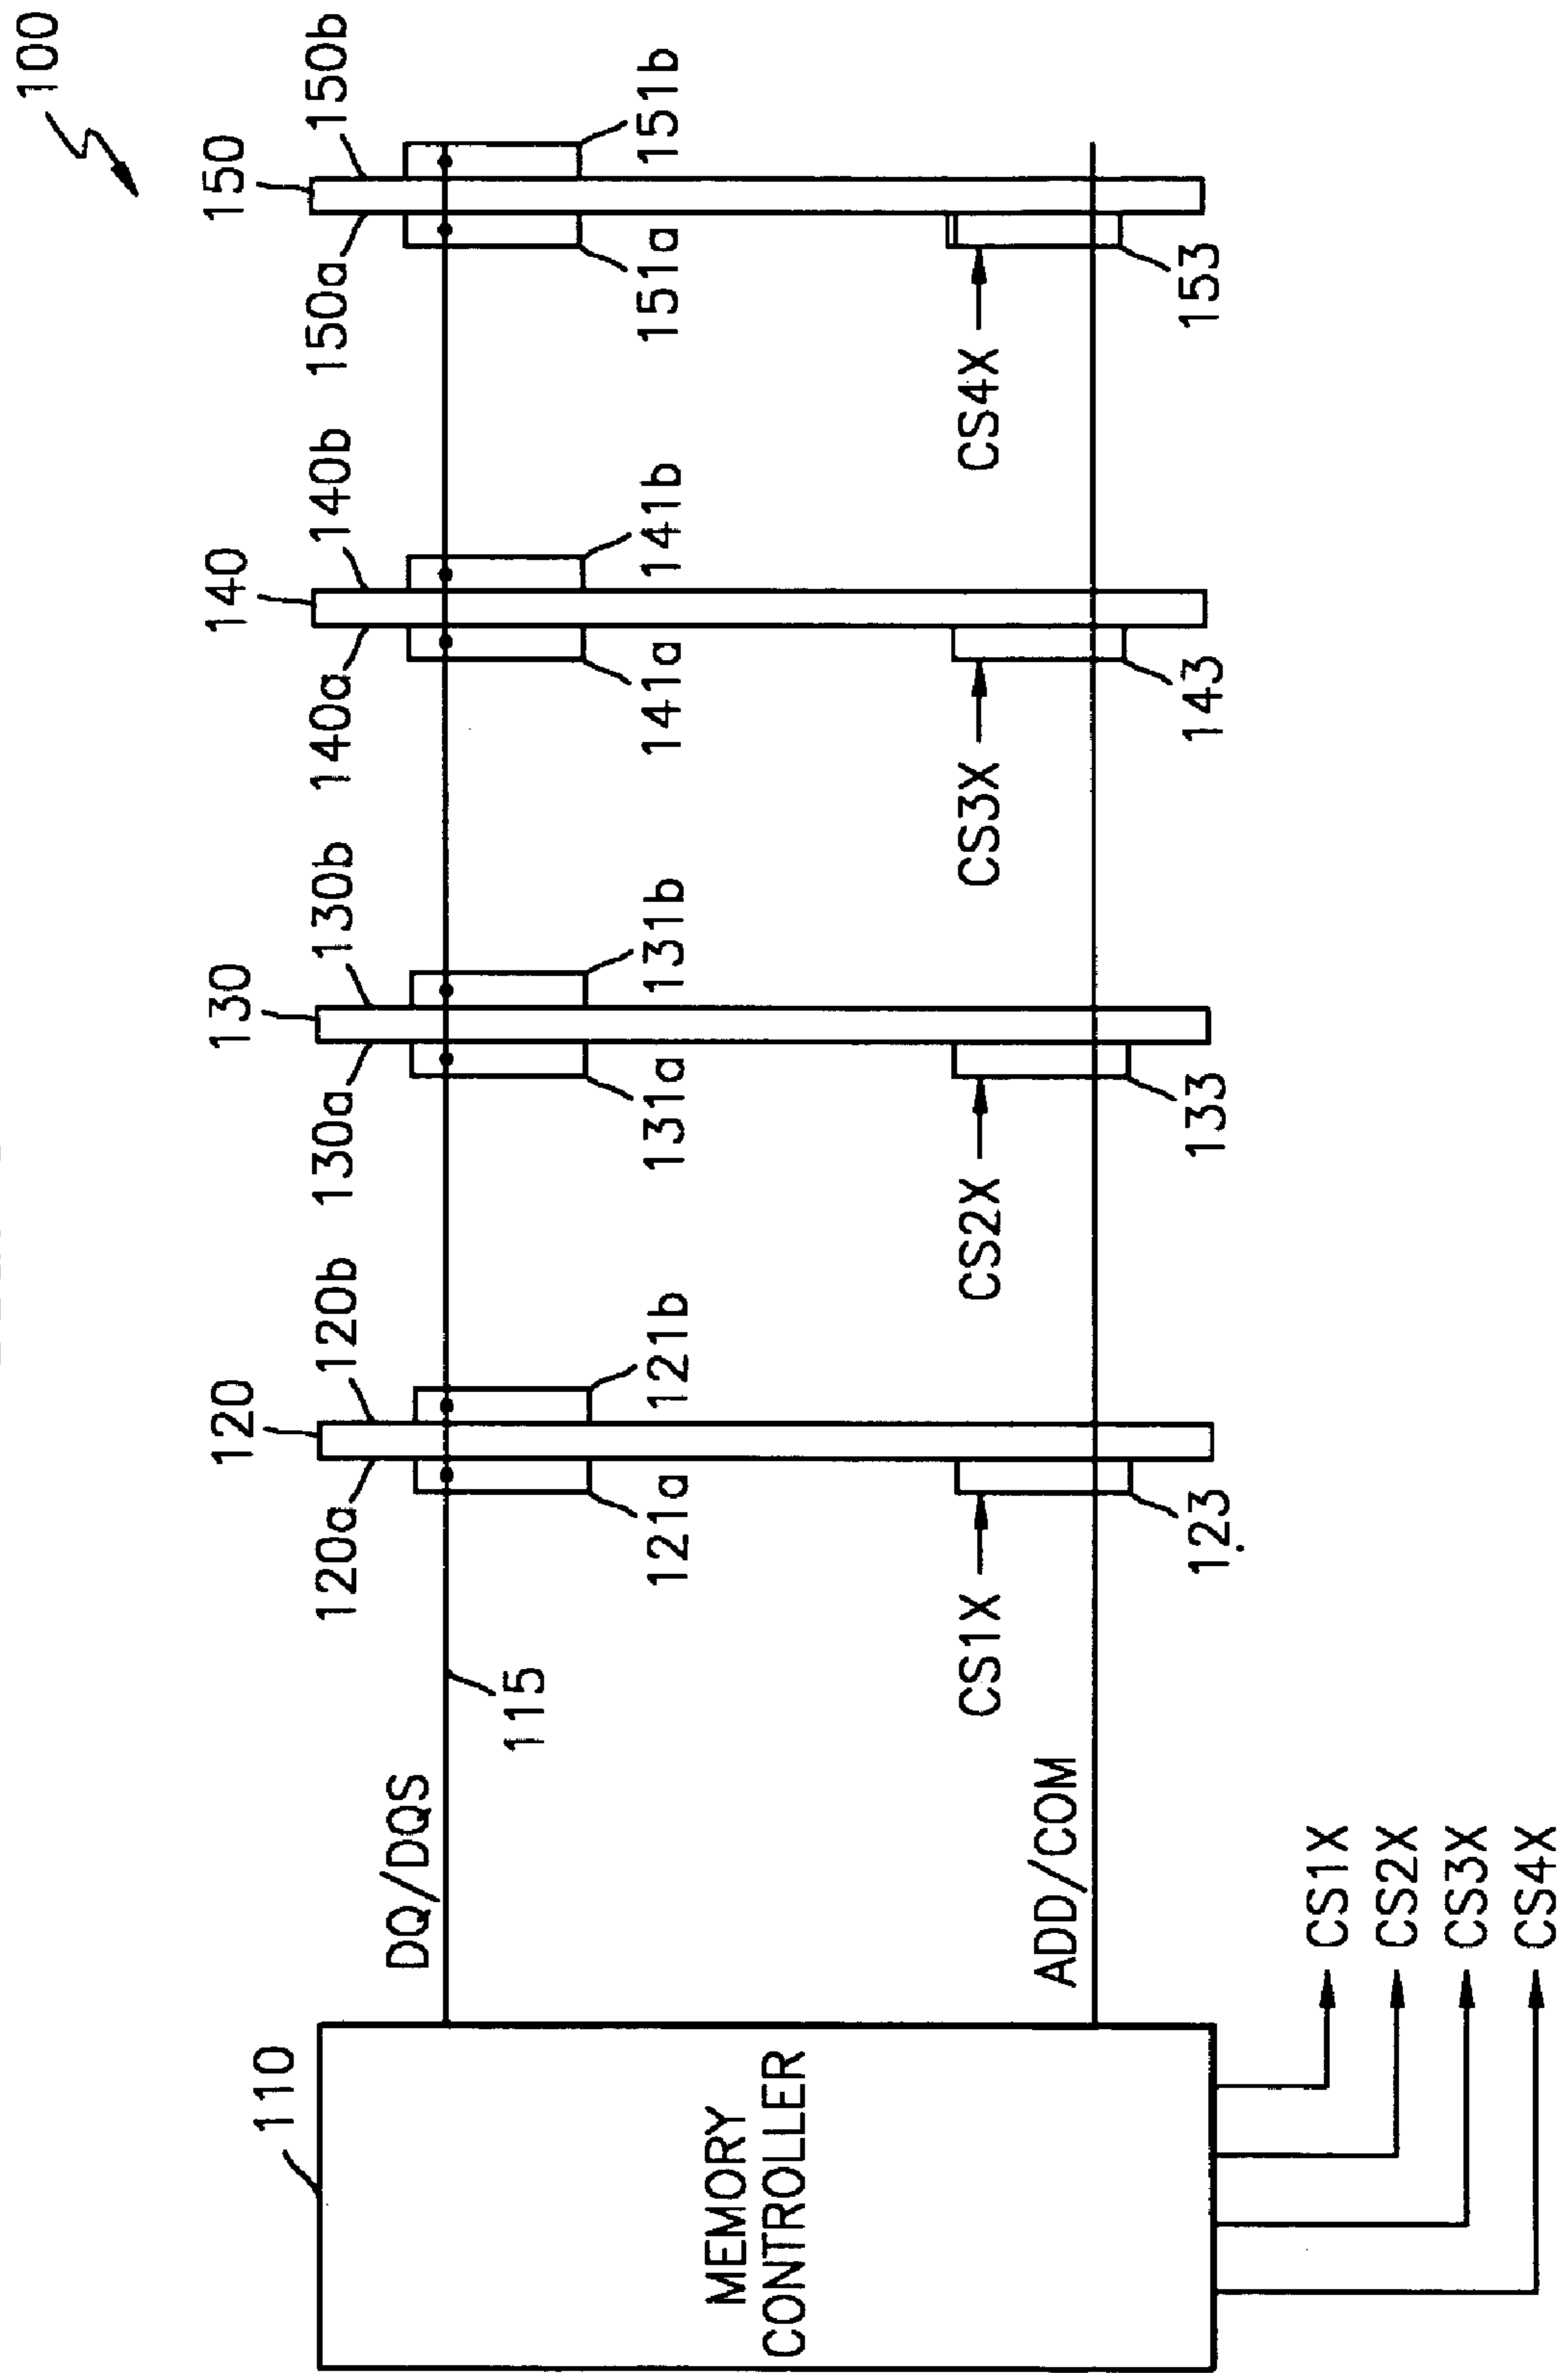 100
150
150a
150b
151a
151b
CS4X
153
140
140a
140b
141a
141b
CS3X
143
130
130a
130b
131a
131b
CS2X
133
120
120a
120b
121a
121b
CS1X
123
115
DQ/DQS
ADD/COM
110
MEMORY
CONTROLLER
CS1X
CS2X
CS3X
CS4X